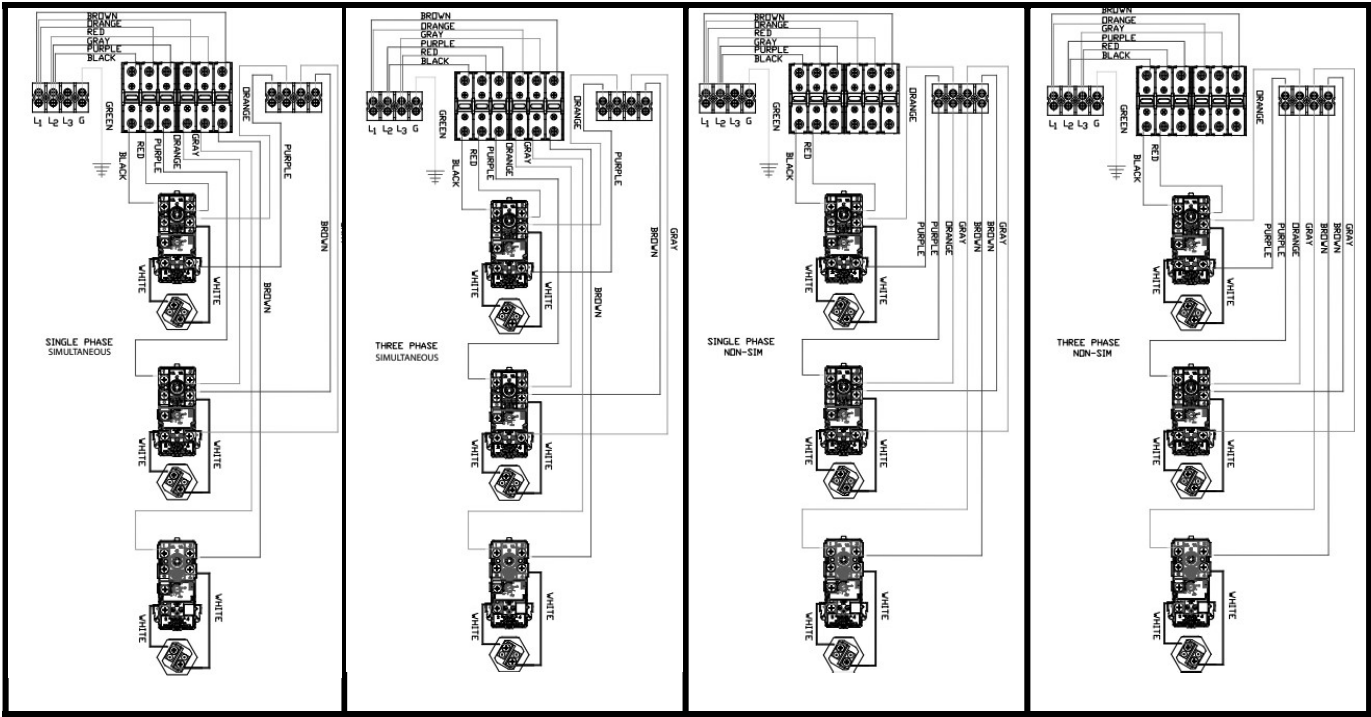 BROWN
ORANGE
RED
GRAY
PURPLE
BLACK
L1 L2 L3 G
GREEN
ORANGE
BLACK
RED
PURPLE
ORANGE
GRAY
PURPLE
BROWN
WHITE
WHITE
BROWN
SINGLE PHASE
SIMULTANEOUS
WHITE
WHITE
WHITE
WHITE
BROWN
ORANGE
GRAY
PURPLE
RED
BLACK
L1 L2 L3 G
GREEN
ORANGE
BLACK
RED
PURPLE
ORANGE
GRAY
PURPLE
BROWN
GRAY
WHITE
WHITE
BROWN
THREE PHASE
SIMULTANEOUS
WHITE
WHITE
WHITE
WHITE
BROWN
ORANGE
RED
GRAY
PURPLE
BLACK
L1 L2 L3 G
GREEN
ORANGE
BLACK
RED
PURPLE
PURPLE
ORANGE
GRAY
BROWN
BROWN
GRAY
WHITE
WHITE
SINGLE PHASE
NON-SIM
WHITE
WHITE
WHITE
WHITE
BROWN
ORANGE
GRAY
PURPLE
RED
BLACK
L1 L2 L3 G
GREEN
ORANGE
BLACK
RED
PURPLE
PURPLE
ORANGE
GRAY
BROWN
BROWN
GRAY
WHITE
WHITE
THREE PHASE
NON-SIM
WHITE
WHITE
WHITE
WHITE